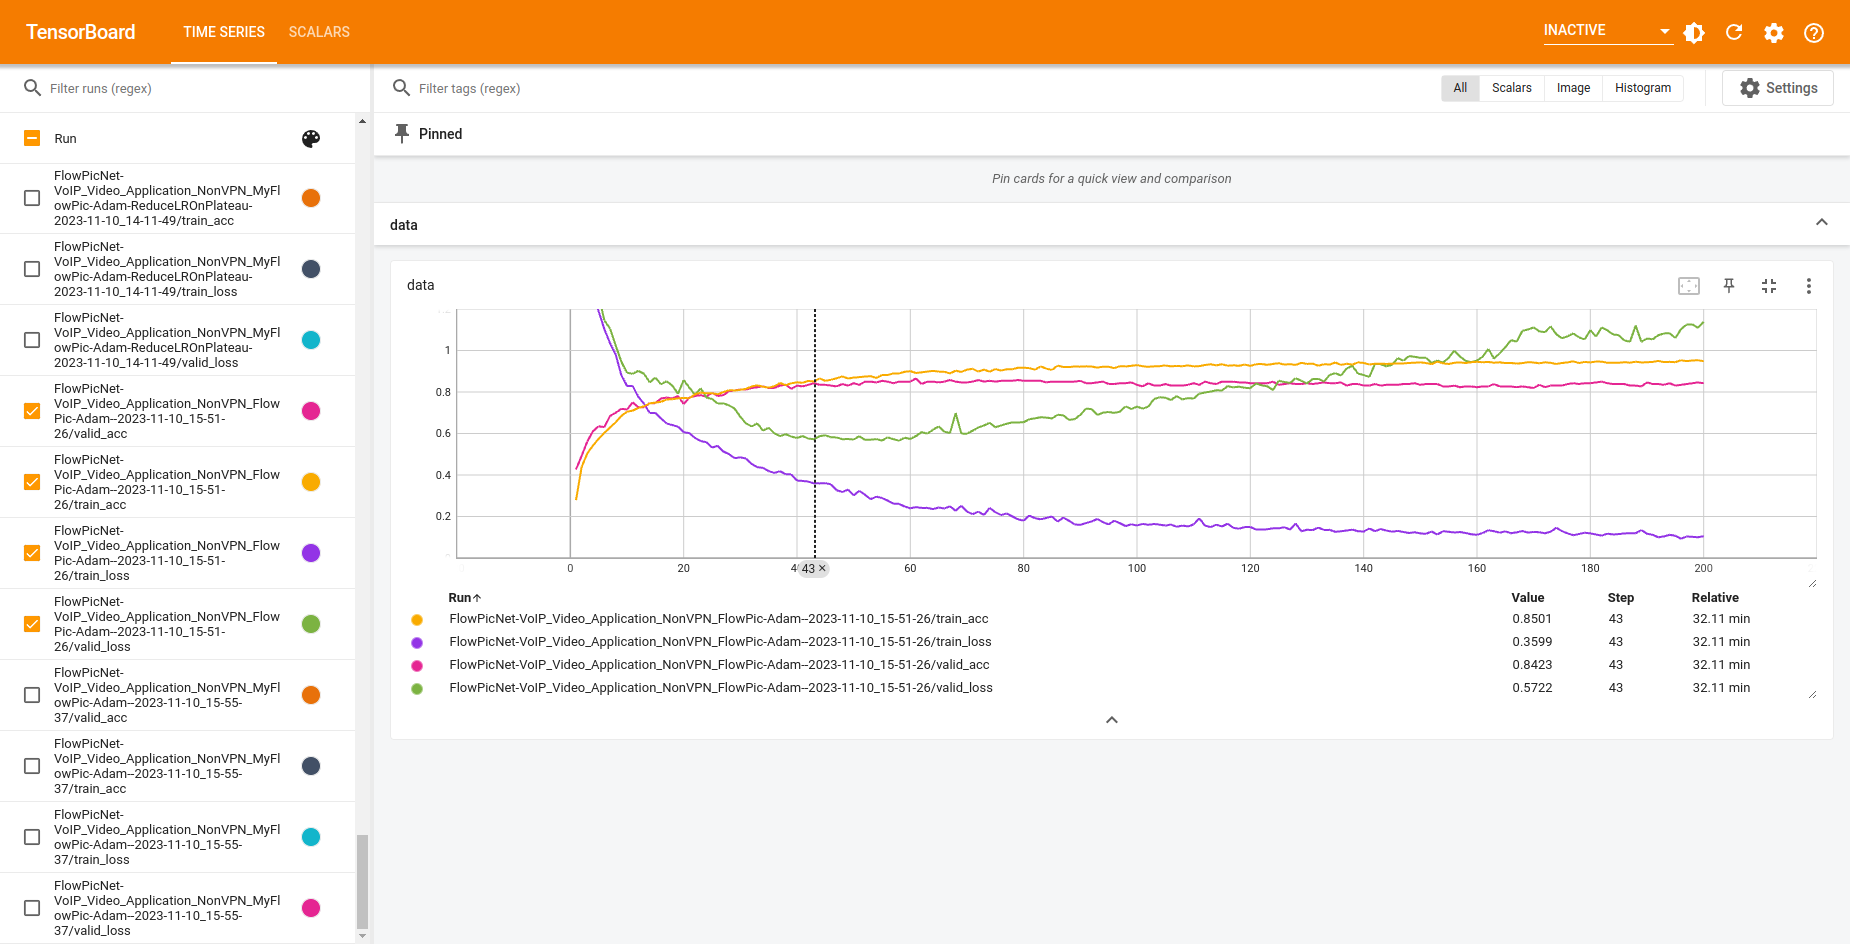 TensorBoard
TIME SERIES
SCALARS
INACTIVE
Filter runs (regex)
Filter tags (regex)
All
Scalars
Image
Histogram
Settings
Run
Pinned
Pin cards for a quick view and comparison
FlowPicNet-
VoIP_Video_Application_NonVPN_MyFl
owPic-Adam-ReduceLROnPlateau-
2023-11-10_14-11-49/train_acc
FlowPicNet-
VoIP_Video_Application_NonVPN_MyFl
owPic-Adam-ReduceLROnPlateau-
2023-11-10_14-11-49/train_loss
FlowPicNet-
VoIP_Video_Application_NonVPN_MyFl
owPic-Adam-ReduceLROnPlateau-
2023-11-10_14-11-49/valid_loss
FlowPicNet-
VoIP_Video_Application_NonVPN_Flow
Pic-Adam--2023-11-10_15-51-
26/valid_acc
FlowPicNet-
VoIP_Video_Application_NonVPN_Flow
Pic-Adam--2023-11-10_15-51-
26/train_acc
FlowPicNet-
VoIP_Video_Application_NonVPN_Flow
Pic-Adam--2023-11-10_15-51-
26/train_loss
FlowPicNet-
VoIP_Video_Application_NonVPN_Flow
Pic-Adam--2023-11-10_15-51-
26/valid_loss
FlowPicNet-
VoIP_Video_Application_NonVPN_MyFl
owPic-Adam--2023-11-10_15-55-
37/valid_acc
FlowPicNet-
VoIP_Video_Application_NonVPN_MyFl
owPic-Adam--2023-11-10_15-55-
37/train_acc
FlowPicNet-
VoIP_Video_Application_NonVPN_MyFl
owPic-Adam--2023-11-10_15-55-
37/train_loss
FlowPicNet-
VoIP_Video_Application_NonVPN_MyFl
owPic-Adam--2023-11-10_15-55-
37/valid_loss
data
data
1
0.8
0.6
0.4
0.2
0 20 43 × 60 80 100 120 140 160 180 200
Run↑ Value Step Relative
FlowPicNet-VoIP_Video_Application_NonVPN_FlowPic-Adam--2023-11-10_15-51-26/train_acc 0.8501 43 32.11 min
FlowPicNet-VoIP_Video_Application_NonVPN_FlowPic-Adam--2023-11-10_15-51-26/train_loss 0.3599 43 32.11 min
FlowPicNet-VoIP_Video_Application_NonVPN_FlowPic-Adam--2023-11-10_15-51-26/valid_acc 0.8423 43 32.11 min
FlowPicNet-VoIP_Video_Application_NonVPN_FlowPic-Adam--2023-11-10_15-51-26/valid_loss 0.5722 43 32.11 min